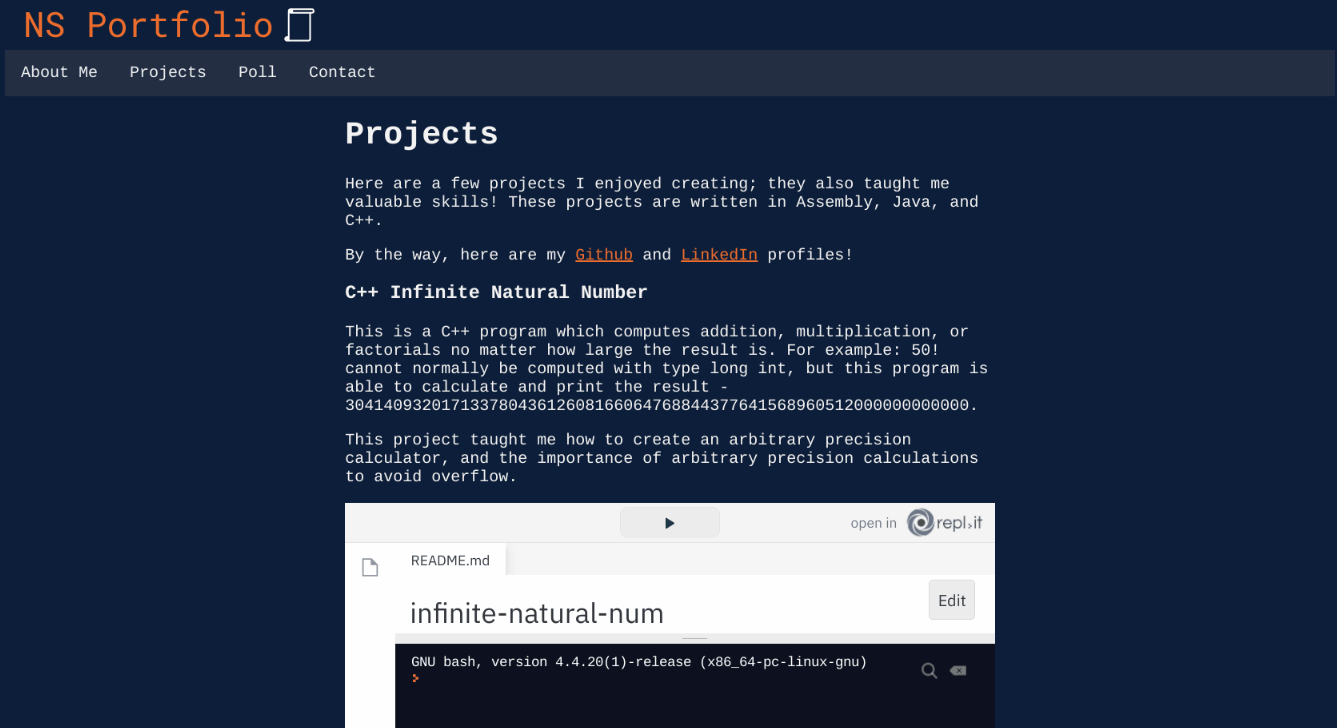 NS Portfolio
About Me Projects Poll Contact
Projects
Here are a few projects I enjoyed creating; they also taught me
valuable skills! These projects are written in Assembly, Java, and
C++.
By the way, here are my Github and LinkedIn profiles!
C++ Infinite Natural Number
This is a C++ program which computes addition, multiplication, or
factorials no matter how large the result is. For example: 50!
cannot normally be computed with type long int, but this program is
able to calculate and print the result -
30414093201713378043612608166064768844377641568960512000000000000.
This project taught me how to create an arbitrary precision
calculator, and the importance of arbitrary precision calculations
to avoid overflow.
open in repl.it
README.md
Edit
infinite-natural-num
GNU bash, version 4.4.20(1)-release (x86_64-pc-linux-gnu)